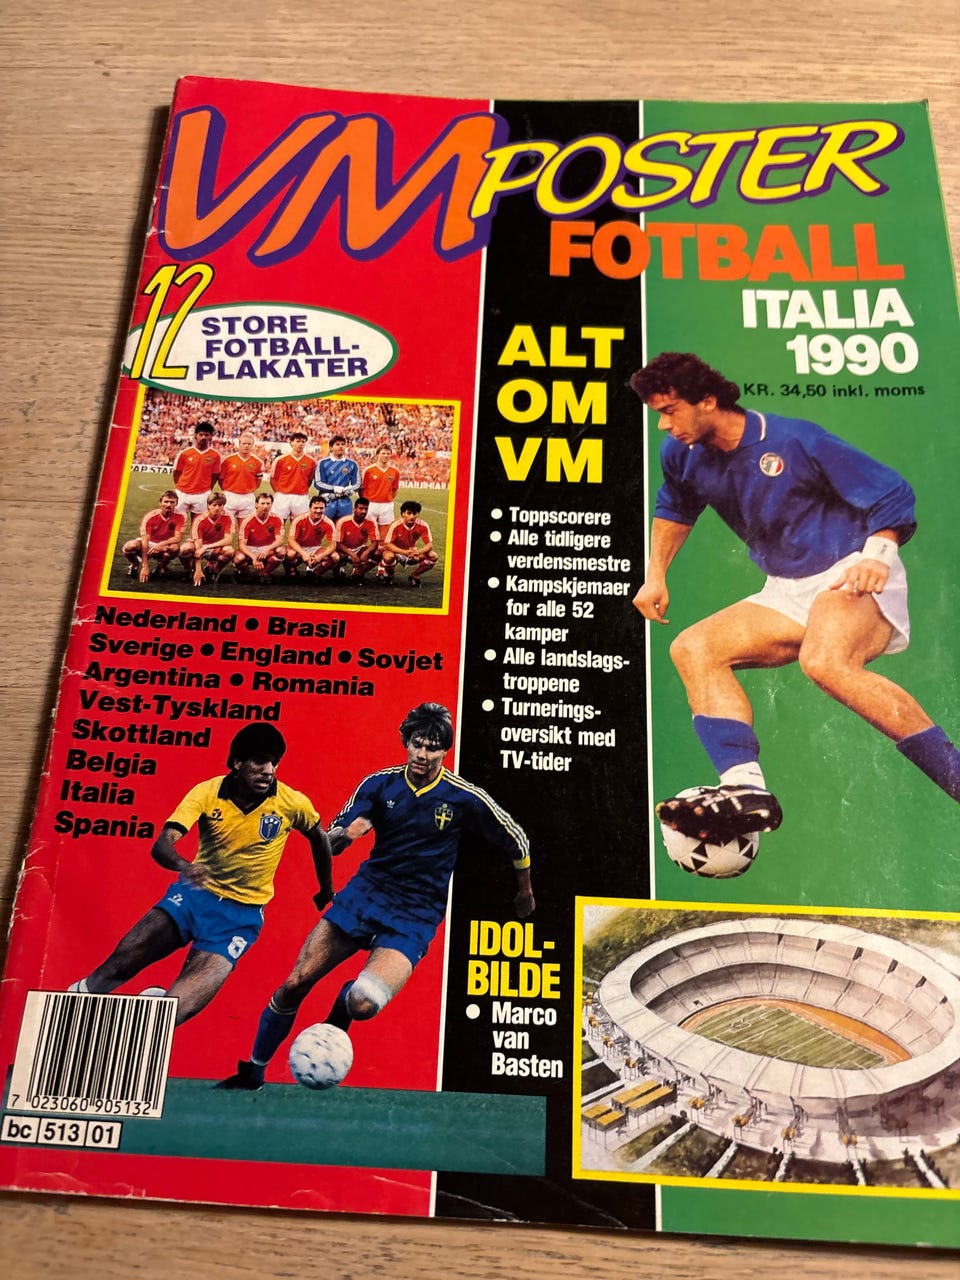 VM POSTER
FOTBALL
ITALIA
1990
KR. 34,50 inkl. moms
12 STORE
FOTBALL-
PLAKATER
Nederland • Brasil
Sverige • England • Sovjet
Argentina • Romania
Vest-Tyskland
Skottland
Belgia
Italia
Spania
ALT
OM
VM
• Toppscorere
• Alle tidligere
verdensmestre
• Kampskjemaer
for alle 52
kamper
• Alle landslags-
troppene
• Turnerings-
oversikt med
TV-tider
IDOL-
BILDE
• Marco
van
Basten
8
7 023060 905132
bc 513 01